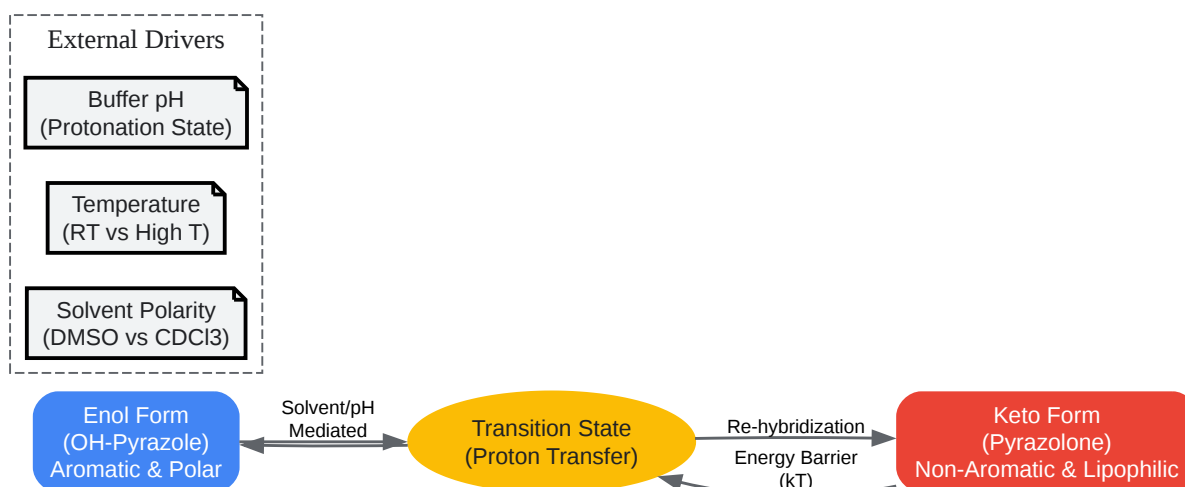 External Drivers
Buffer pH
(Protonation State)
Temperature
(RT vs High T)
Solvent Polarity
(DMSO vs CDCl3)
Enol Form
(OH-Pyrazole)
Aromatic & Polar
Solvent/pH
Mediated
Transition State
(Proton Transfer)
Re-hybridization
Energy Barrier
(kT)
Keto Form
(Pyrazolone)
Non-Aromatic & Lipophilic